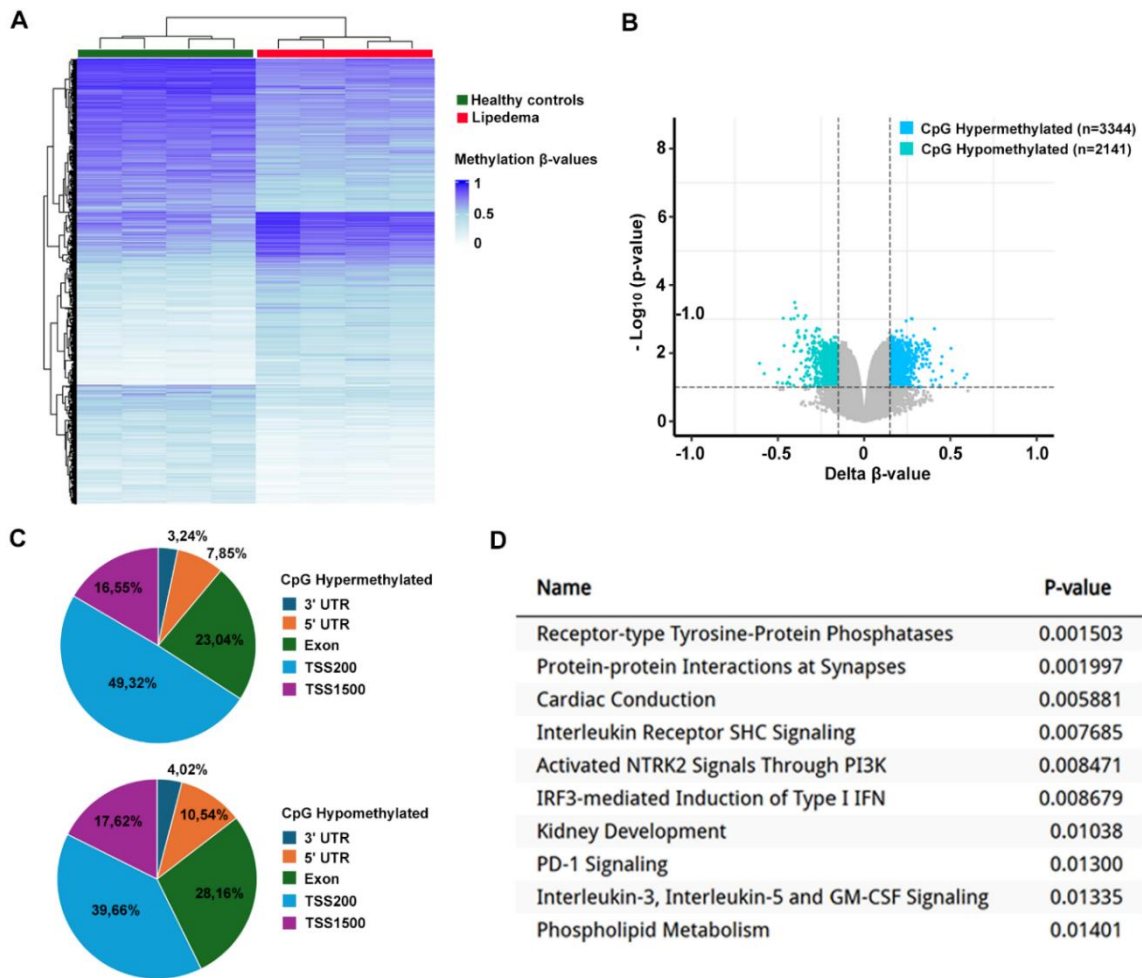 A
Healthy controls
Lipedema
Methylation β-values
1
0.5
0
B
CpG Hypermethylated (n=3344)
CpG Hypomethylated (n=2141)
8
6
4
-1.0
2
0
- Log10 (p-value)
-1.0
-0.5
0
0.5
1.0
Delta β-value
C
3,24%
7,85%
16,55%
23,04%
49,32%
CpG Hypermethylated
3' UTR
5' UTR
Exon
TSS200
TSS1500
4,02%
10,54%
17,62%
28,16%
39,66%
CpG Hypomethylated
3' UTR
5' UTR
Exon
TSS200
TSS1500
D
Name P-value
Receptor-type Tyrosine-Protein Phosphatases 0.001503
Protein-protein Interactions at Synapses 0.001997
Cardiac Conduction 0.005881
Interleukin Receptor SHC Signaling 0.007685
Activated NTRK2 Signals Through PI3K 0.008471
IRF3-mediated Induction of Type I IFN 0.008679
Kidney Development 0.01038
PD-1 Signaling 0.01300
Interleukin-3, Interleukin-5 and GM-CSF Signaling 0.01335
Phospholipid Metabolism 0.01401